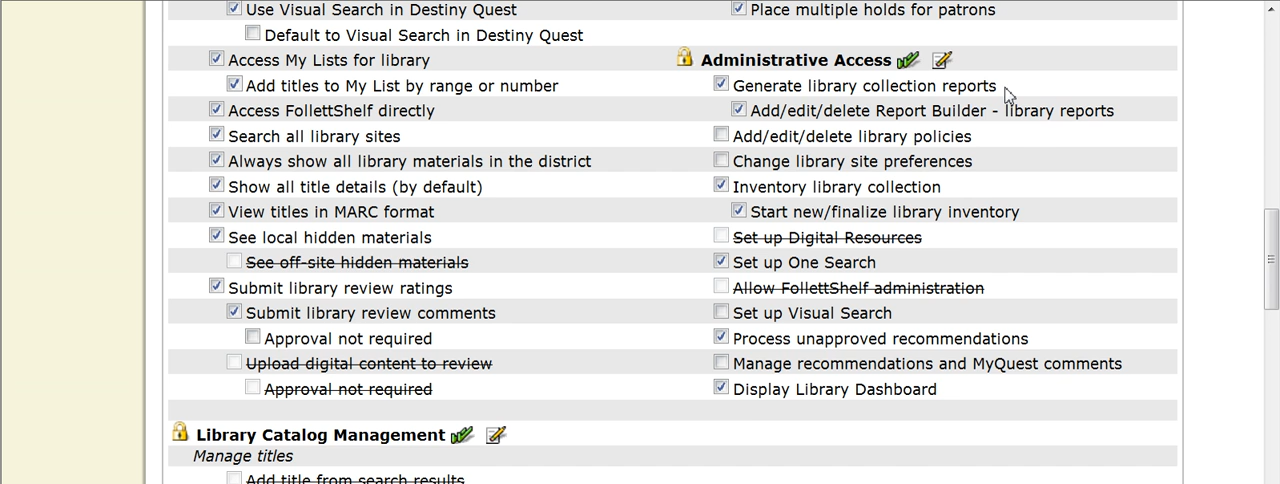 Use Visual Search in Destiny Quest
Default to Visual Search in Destiny Quest
Access My Lists for library
Add titles to My List by range or number
Access FollettShelf directly
Search all library sites
Always show all library materials in the district
Show all title details (by default)
View titles in MARC format
See local hidden materials
See off-site hidden materials
Submit library review ratings
Submit library review comments
Approval not required
Upload digital content to review
Approval not required
Place multiple holds for patrons
Administrative Access
Generate library collection reports
Add/edit/delete Report Builder - library reports
Add/edit/delete library policies
Change library site preferences
Inventory library collection
Start new/finalize library inventory
Set up Digital Resources
Set up One Search
Allow FollettShelf administration
Set up Visual Search
Process unapproved recommendations
Manage recommendations and MyQuest comments
Display Library Dashboard
Library Catalog Management
Manage titles
Add title from search results